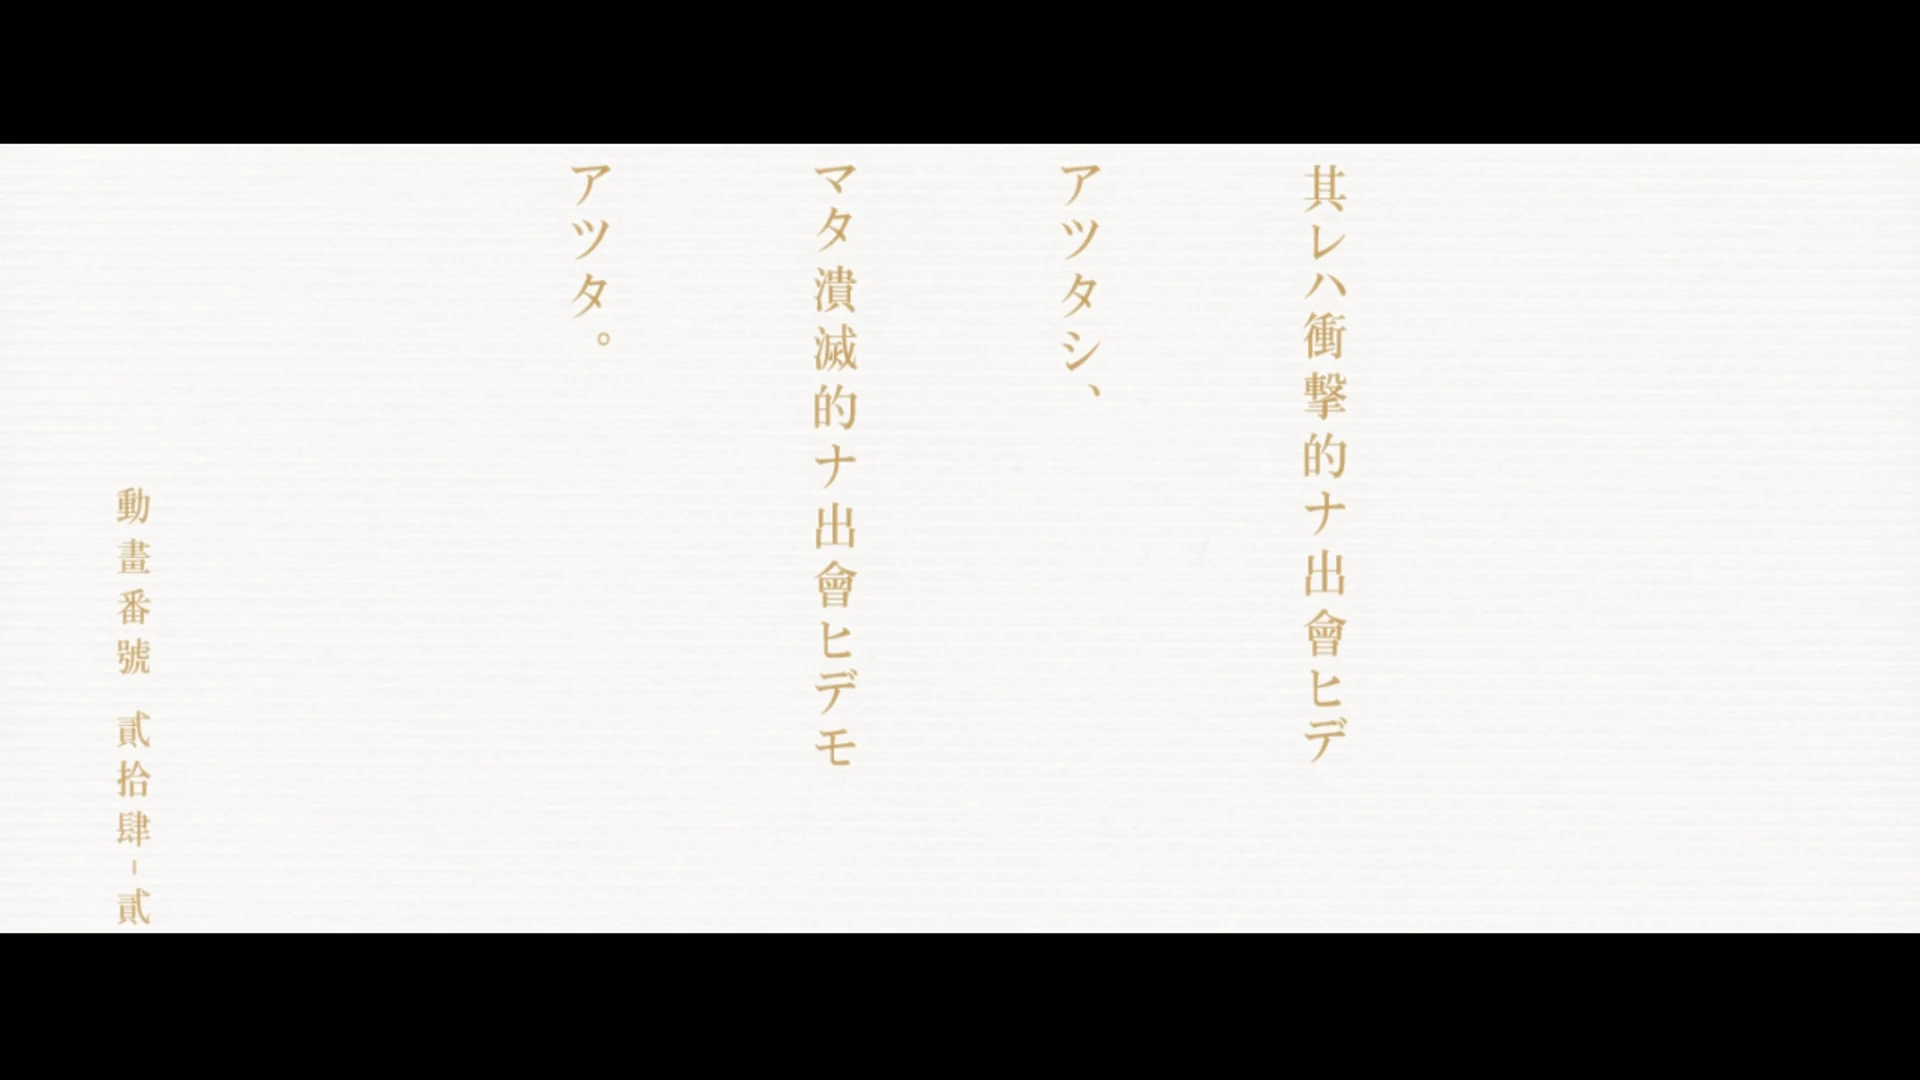 其レハ衝撃的ナ出會ヒデ
アツタシ、
マタ潰滅的ナ出會ヒデモ
アツタ。
動畫番號 貳拾肆-貳